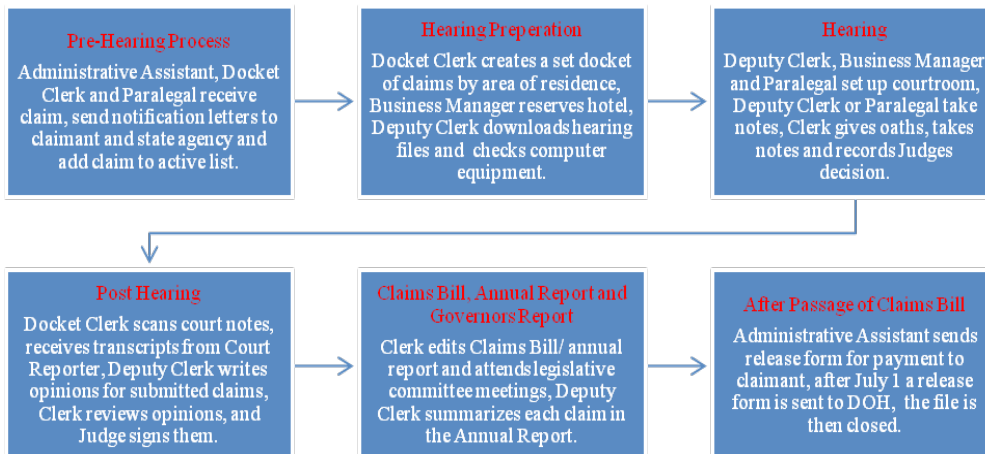 Pre-Hearing Process
Administrative Assistant, Docket
Clerk and Paralegal receive
claim, send notification letters to
claimant and state agency and
add claim to active list.
Hearing Preparation
Docket Clerk creates a set docket
of claims by area of residence,
Business Manager reserves hotel,
Deputy Clerk downloads hearing
files and checks computer
equipment.
Hearing
Deputy Clerk, Business Manager
and Paralegal set up courtroom,
Deputy Clerk or Paralegal take
notes, Clerk gives oaths, takes
notes and records Judges
decision.
Post Hearing
Docket Clerk scans court notes,
receives transcripts from Court
Reporter, Deputy Clerk writes
opinions for submitted claims,
Clerk reviews opinions, and
Judge signs them.
Claims Bill, Annual Report and
Governors Report
Clerk edits Claims Bill/ annual
report and attends legislative
committee meetings, Deputy
Clerk summarizes each claim in
the Annual Report.
After Passage of Claims Bill
Administrative Assistant sends
release form for payment to
claimant, after July 1 a release
form is sent to DOH, the file is
then closed.